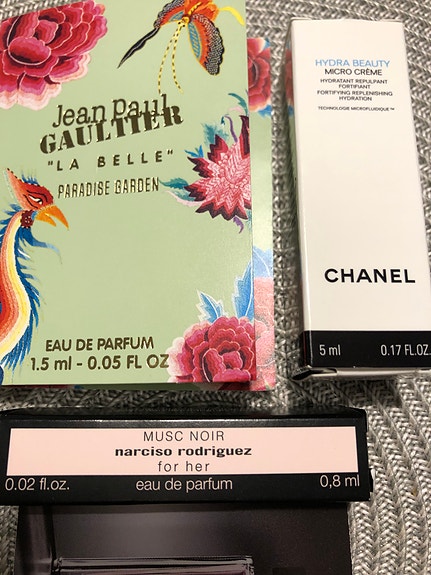 Jean Paul
GAULTIER
"LA BELLE"
PARADISE GARDEN
EAU DE PARFUM
1.5 ml - 0.05 FL OZ
HYDRA BEAUTY
MICRO CRÈME
HYDRATANT REPULPANT
FORTIFIANT
FORTIFYING REPLENISHING
HYDRATION
TECHNOLOGIE MICROFLUIDIQUE™
CHANEL
5 ml 0.17 FL.OZ.
MUSC NOIR
narciso rodriguez
for her
0.02 fl.oz. eau de parfum 0,8 ml